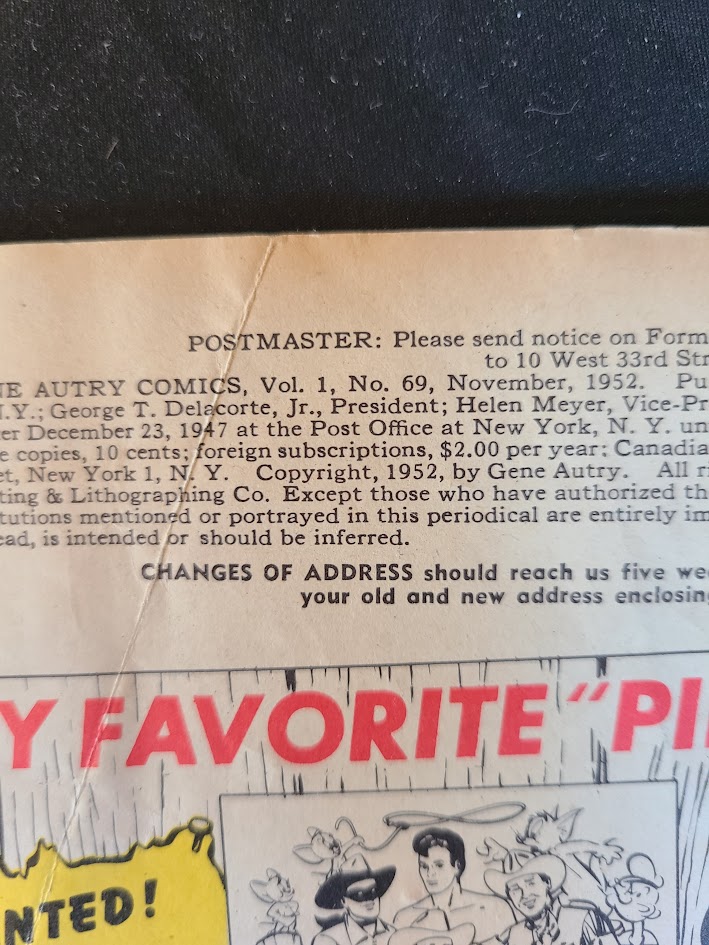 POSTMASTER: Please send notice on Form
to 10 West 33rd Str
NE AUTRY COMICS, Vol. 1, No. 69, November, 1952. Pu
N.Y.; George T. Delacorte, Jr., President; Helen Meyer, Vice-Pr
er December 23, 1947 at the Post Office at New York, N. Y. un
e copies, 10 cents; foreign subscriptions, $2.00 per year; Canadia
et, New York 1, N. Y. Copyright, 1952, by Gene Autry. All ri
ting & Lithographing Co. Except those who have authorized th
tutions mentioned or portrayed in this periodical are entirely im
ead, is intended or should be inferred.
CHANGES OF ADDRESS should reach us five wee
your old and new address enclosing
Y FAVORITE "PI
NTED!